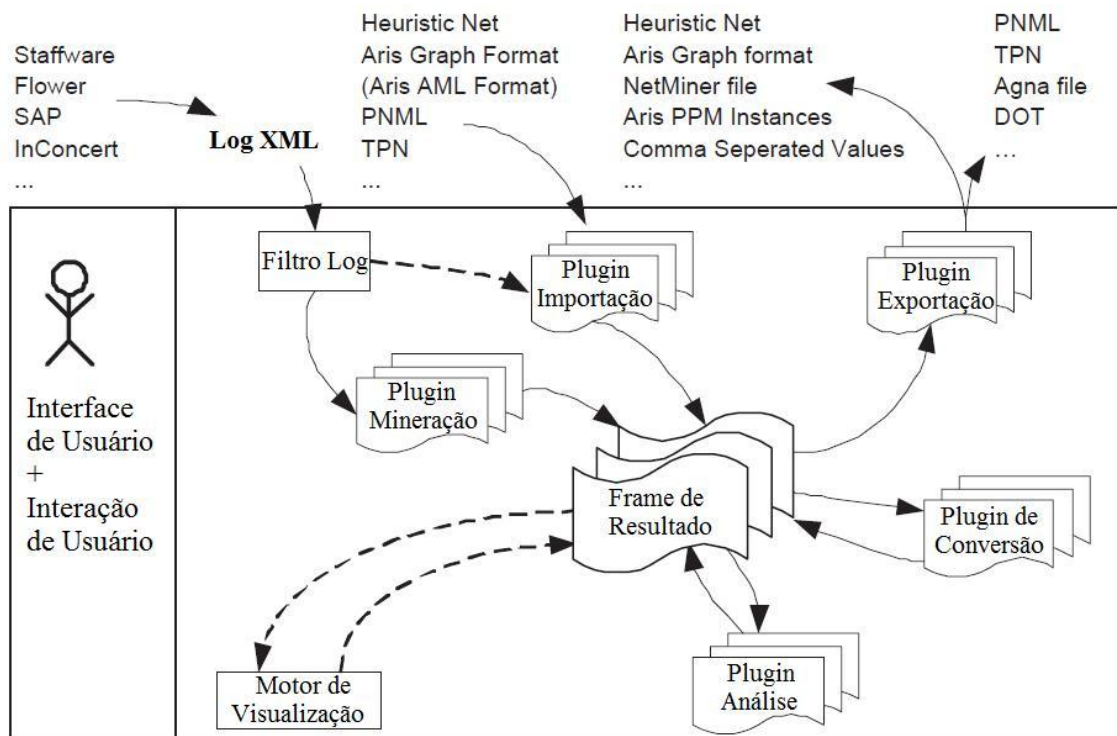 Staffware
Flower
SAP
InConcert
...
Log XML
Heuristic Net
Aris Graph Format
(Aris AML Format)
PNML
TPN
...
Heuristic Net
Aris Graph format
NetMiner file
Aris PPM Instances
Comma Seperated Values
...
PNML
TPN
Agna file
DOT
...
Interface
de Usuário
+
Interação
de Usuário
Filtro Log
Plugin
Importação
Plugin
Exportação
Plugin
Mineração
Frame de
Resultado
Plugin de
Conversão
Motor de
Visualização
Plugin
Análise